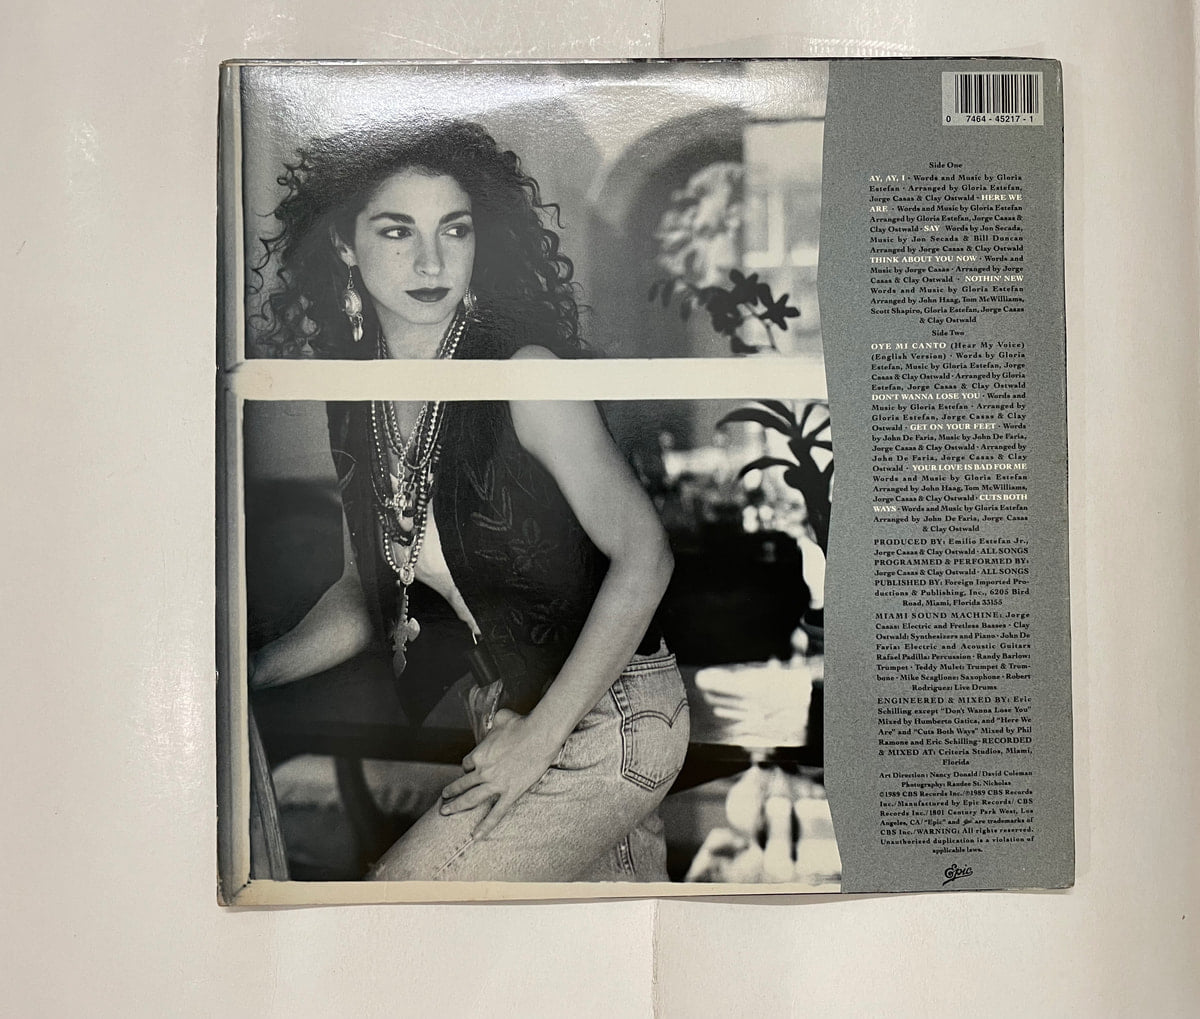 0 7464 - 45217 - 1
Side One
AY, AY, I · Words and Music by Gloria
Estefan · Arranged by Gloria Estefan,
Jorge Casas & Clay Ostwald · HERE WE
ARE · Words and Music by Gloria Estefan
Arranged by Gloria Estefan, Jorge Casas &
Clay Ostwald · SAY Words by Jon Secada,
Music by Jon Secada & Bill Duncan
Arranged by Jorge Casas & Clay Ostwald
THINK ABOUT YOU NOW · Words and
Music by Jorge Casas · Arranged by Jorge
Casas & Clay Ostwald · NOTHIN' NEW
Words and Music by Gloria Estefan
Arranged by John Haag, Tom McWilliams,
Scott Shapiro, Gloria Estefan, Jorge Casas
& Clay Ostwald
Side Two
OYE MI CANTO (Hear My Voice)
(English Version) · Words by Gloria
Estefan, Music by Gloria Estefan, Jorge
Casas & Clay Ostwald · Arranged by Gloria
Estefan, Jorge Casas & Clay Ostwald
DON'T WANNA LOSE YOU · Words and
Music by Gloria Estefan · Arranged by
Gloria Estefan, Jorge Casas & Clay
Ostwald · GET ON YOUR FEET · Words
by John De Faria, Music by John De Faria,
Jorge Casas & Clay Ostwald · Arranged by
John De Faria, Jorge Casas & Clay
Ostwald · YOUR LOVE IS BAD FOR ME
Words and Music by Gloria Estefan
Arranged by John Haag, Tom McWilliams,
Jorge Casas & Clay Ostwald · CUTS BOTH
WAYS · Words and Music by Gloria Estefan
Arranged by John De Faria, Jorge Casas
& Clay Ostwald
PRODUCED BY: Emilio Estefan Jr.,
Jorge Casas & Clay Ostwald · ALL SONGS
PROGRAMMED & PERFORMED BY:
Jorge Casas & Clay Ostwald · ALL SONGS
PUBLISHED BY: Foreign Imported Pro-
ductions & Publishing, Inc., 6205 Bird
Road, Miami, Florida 33155
MIAMI SOUND MACHINE: Jorge
Casas: Electric and Fretless Basses · Clay
Ostwald: Synthesizers and Piano · John De
Faria: Electric and Acoustic Guitars
Rafael Padilla: Percussion · Randy Barlow:
Trumpet · Teddy Mulet: Trumpet & Trom-
bone · Mike Scaglione: Saxophone · Robert
Rodriguez: Live Drums
ENGINEERED & MIXED BY: Eric
Schilling except "Don't Wanna Lose You"
Mixed by Humberto Gatica, and "Here We
Are" and "Cuts Both Ways" Mixed by Phil
Ramone and Eric Schilling · RECORDED
& MIXED AT: Criteria Studios, Miami,
Florida
Art Direction: Nancy Donald/David Coleman
Photography: Randee St. Nicholas
©1989 CBS Records Inc./℗1989 CBS Records
Inc./Manufactured by Epic Records/ CBS
Records Inc./1801 Century Park West, Los
Angeles, CA/"Epic" and are trademarks of
CBS Inc./WARNING: All rights reserved.
Unauthorized duplication is a violation of
applicable laws.
Epic